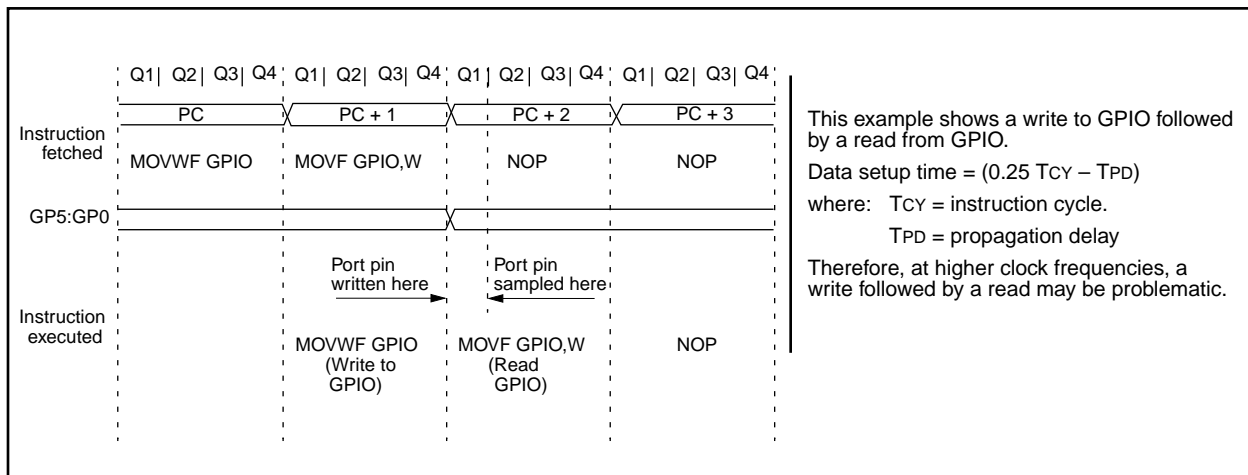 Q1| Q2| Q3| Q4 Q1| Q2| Q3| Q4 Q1| Q2| Q3| Q4 Q1| Q2| Q3| Q4
PC PC + 1 PC + 2 PC + 3
Instruction
fetched
MOVWF GPIO MOVF GPIO,W NOP NOP
GP5:GP0
Port pin
written here
Port pin
sampled here
Instruction
executed
MOVWF GPIO
(Write to
GPIO)
MOVF GPIO,W
(Read
GPIO)
NOP
This example shows a write to GPIO followed
by a read from GPIO.
Data setup time = (0.25 TCY – TPD)
where: TCY = instruction cycle.
TPD = propagation delay
Therefore, at higher clock frequencies, a
write followed by a read may be problematic.